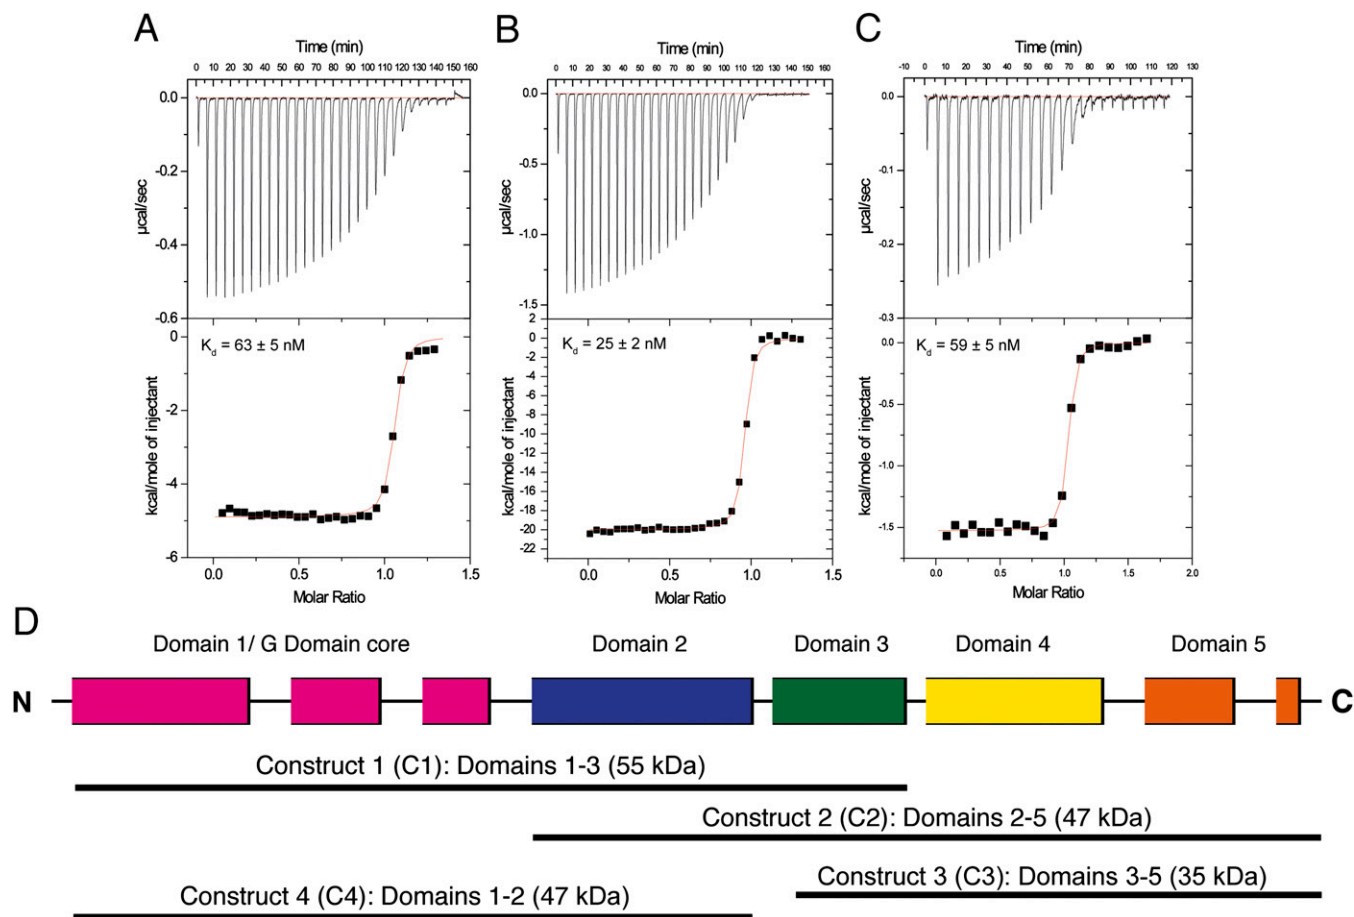 A
B
C
Time (min)
0 10 20 30 40 50 60 70 80 90 100 110 120 130 140 150 160
0.0
-0.2
-0.4
-0.6
µcal/sec
Time (min)
0 10 20 30 40 50 60 70 80 90 100 110 120 130 140 150 160
0.0
-0.5
-1.0
-1.5
µcal/sec
Time (min)
-10 0 10 20 30 40 50 60 70 80 90 100 110 120 130
0.0
-0.1
-0.2
-0.3
µcal/sec
Kd = 63 ± 5 nM
0
-2
-4
-6
kcal/mole of injectant
0.0 0.5 1.0 1.5
Molar Ratio
Kd = 25 ± 2 nM
2
0
-2
-4
-6
-8
-10
-12
-14
-16
-18
-20
-22
kcal/mole of injectant
0.0 0.5 1.0 1.5
Molar Ratio
Kd = 59 ± 5 nM
0.0
-0.5
-1.0
-1.5
kcal/mole of injectant
0.0 0.5 1.0 1.5 2.0
Molar Ratio
D
Domain 1/ G Domain core Domain 2 Domain 3 Domain 4 Domain 5
N C
Construct 1 (C1): Domains 1-3 (55 kDa)
Construct 2 (C2): Domains 2-5 (47 kDa)
Construct 3 (C3): Domains 3-5 (35 kDa)
Construct 4 (C4): Domains 1-2 (47 kDa)